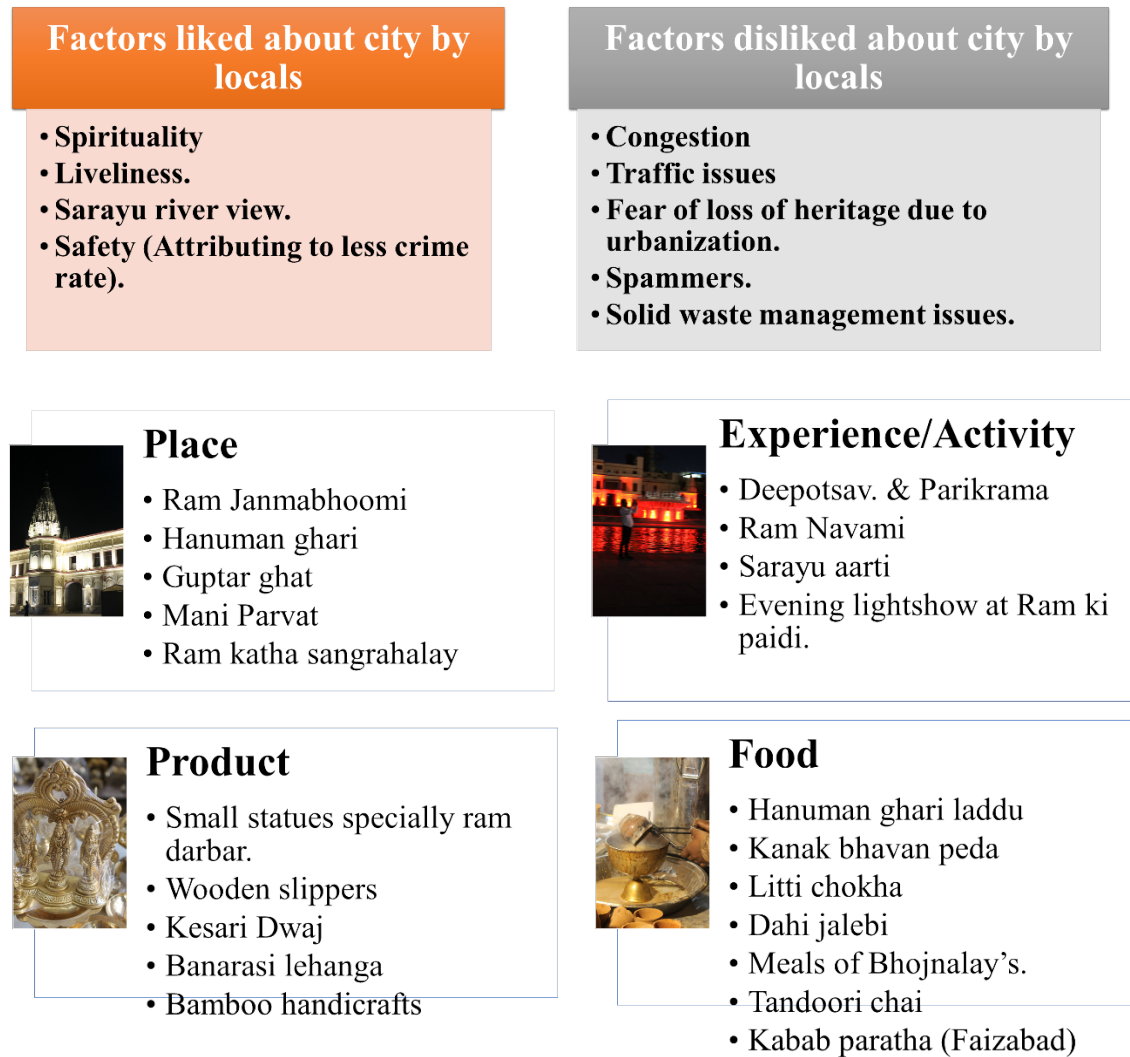 Factors liked about city by
locals
• Spirituality
• Liveliness.
• Sarayu river view.
• Safety (Attributing to less crime
rate).
Factors disliked about city by
locals
• Congestion
• Traffic issues
• Fear of loss of heritage due to
urbanization.
• Spammers.
• Solid waste management issues.
Place
• Ram Janmabhoomi
• Hanuman ghari
• Guptar ghat
• Mani Parvat
• Ram katha sangrahalay
Experience/Activity
• Deepotsav. & Parikrama
• Ram Navami
• Sarayu aarti
• Evening lightshow at Ram ki
paidi.
Product
• Small statues specially ram
darbar.
• Wooden slippers
• Kesari Dwaj
• Banarasi lehanga
• Bamboo handicrafts
Food
• Hanuman ghari laddu
• Kanak bhavan peda
• Litti chokha
• Dahi jalebi
• Meals of Bhojnalay’s.
• Tandoori chai
• Kabab paratha (Faizabad)